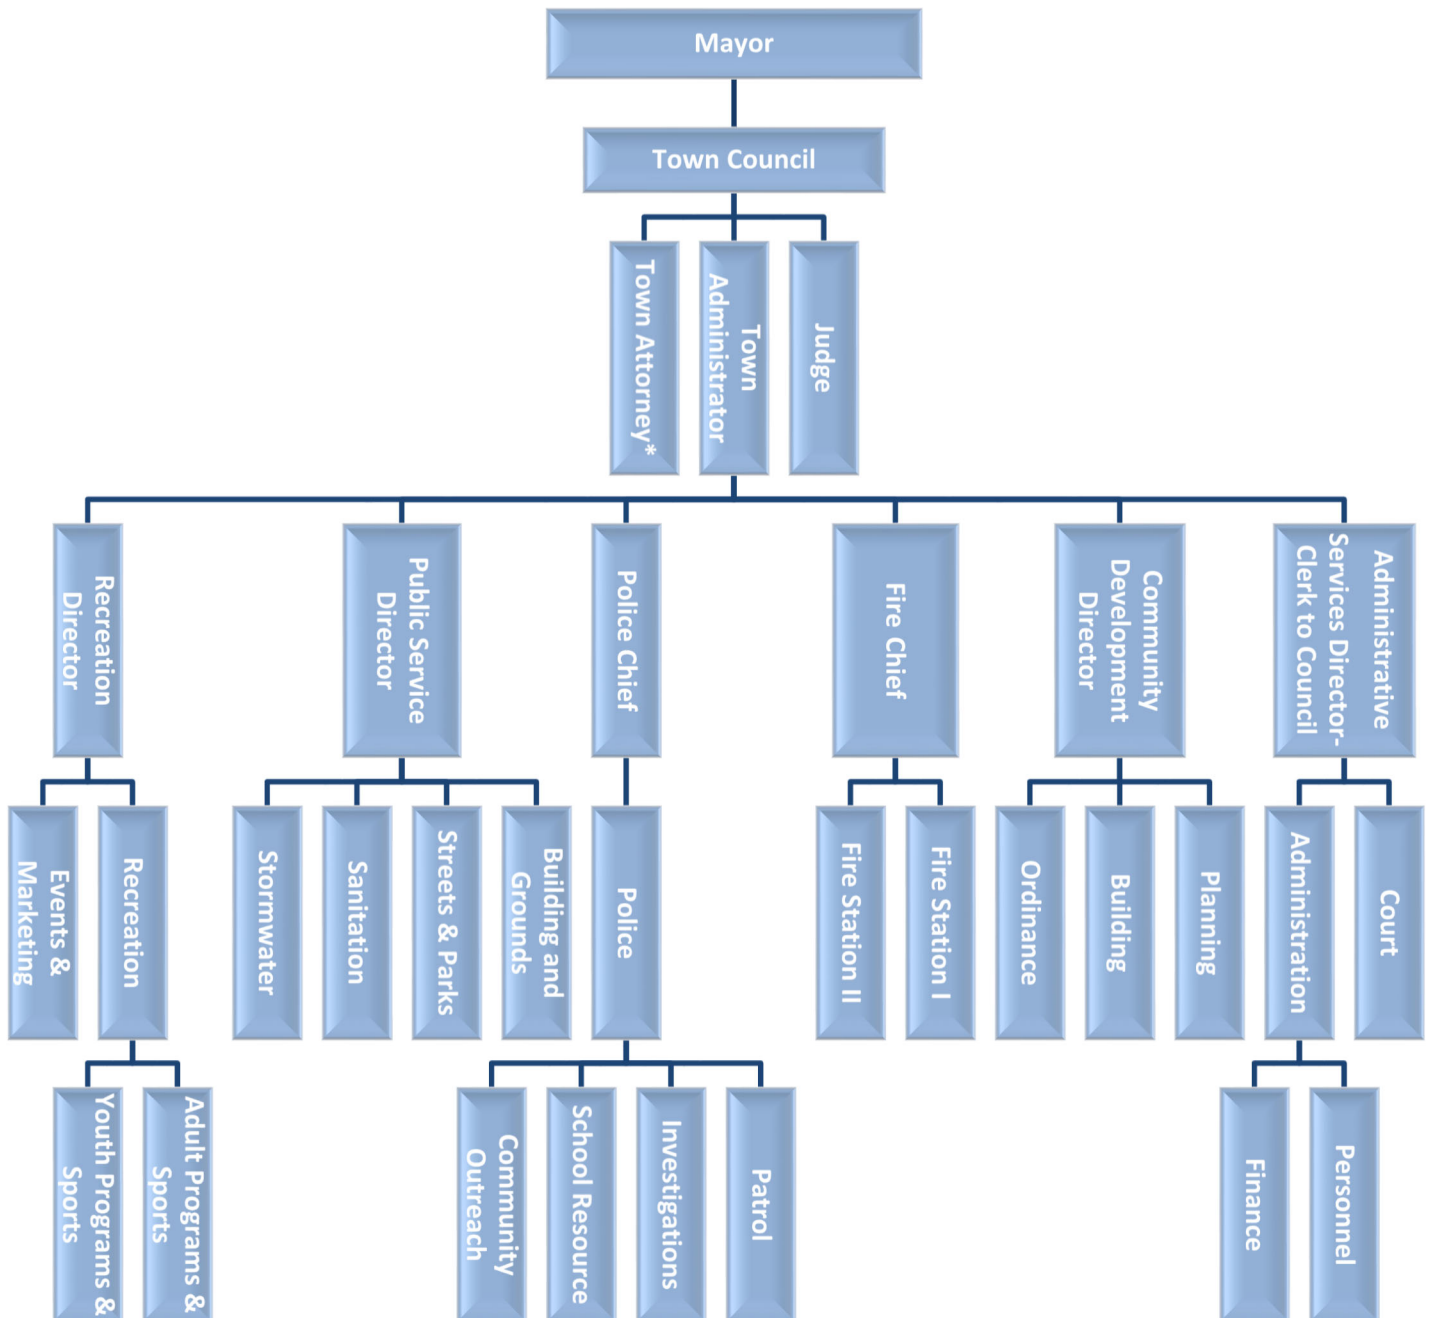 Mayor
Town Council
Town Attorney*
Town
Administrator
Judge
Recreation
Director
Public Service
Director
Police Chief
Fire Chief
Community
Development
Director
Administrative
Services Director-
Clerk to Council
Events &
Marketing
Recreation
Stormwater
Sanitation
Streets & Parks
Building and
Grounds
Police
Fire Station II
Fire Station I
Ordinance
Building
Planning
Administration
Court
Youth Programs &
Sports
Adult Programs &
Sports
Community
Outreach
School Resource
Investigations
Patrol
Finance
Personnel